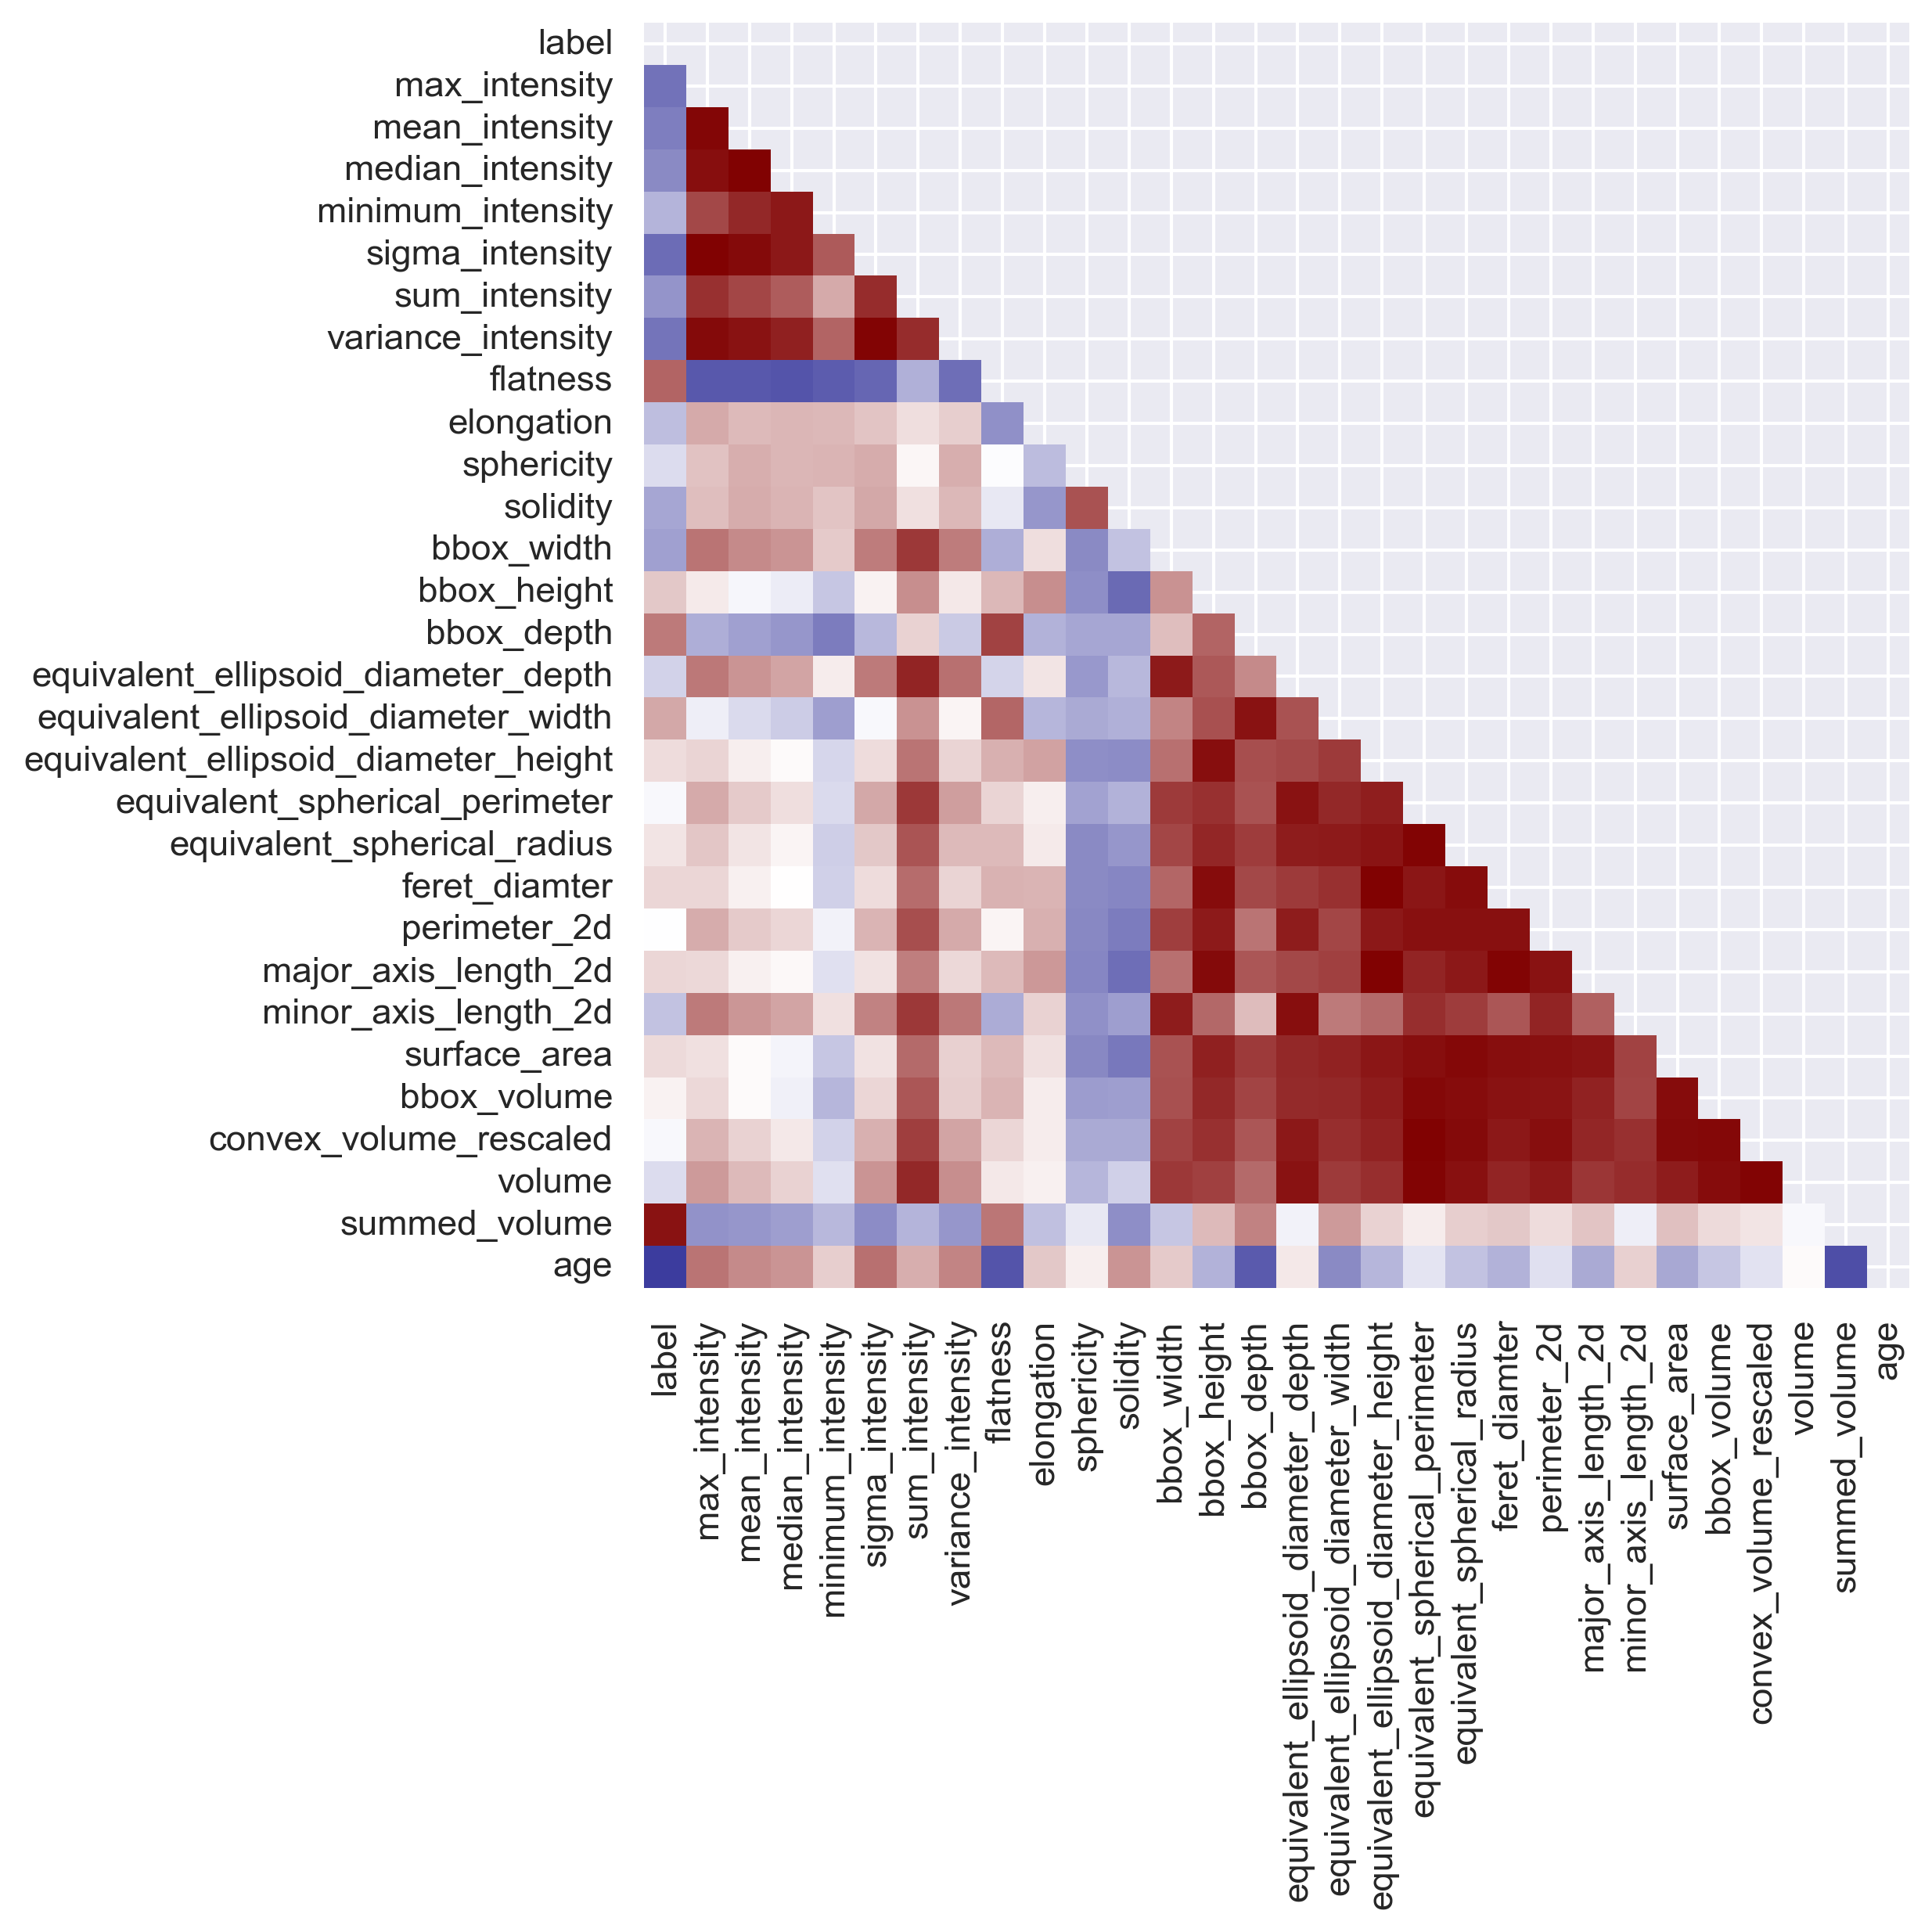 label
max_intensity
mean_intensity
median_intensity
minimum_intensity
sigma_intensity
sum_intensity
variance_intensity
flatness
elongation
sphericity
solidity
bbox_width
bbox_height
bbox_depth
equivalent_ellipsoid_diameter_depth
equivalent_ellipsoid_diameter_width
equivalent_ellipsoid_diameter_height
equivalent_spherical_perimeter
equivalent_spherical_radius
feret_diamter
perimeter_2d
major_axis_length_2d
minor_axis_length_2d
surface_area
bbox_volume
convex_volume_rescaled
volume
summed_volume
age
label
max_intensity
mean_intensity
median_intensity
minimum_intensity
sigma_intensity
sum_intensity
variance_intensity
flatness
elongation
sphericity
solidity
bbox_width
bbox_height
bbox_depth
equivalent_ellipsoid_diameter_depth
equivalent_ellipsoid_diameter_width
equivalent_ellipsoid_diameter_height
equivalent_spherical_perimeter
equivalent_spherical_radius
feret_diamter
perimeter_2d
major_axis_length_2d
minor_axis_length_2d
surface_area
bbox_volume
convex_volume_rescaled
volume
summed_volume
age